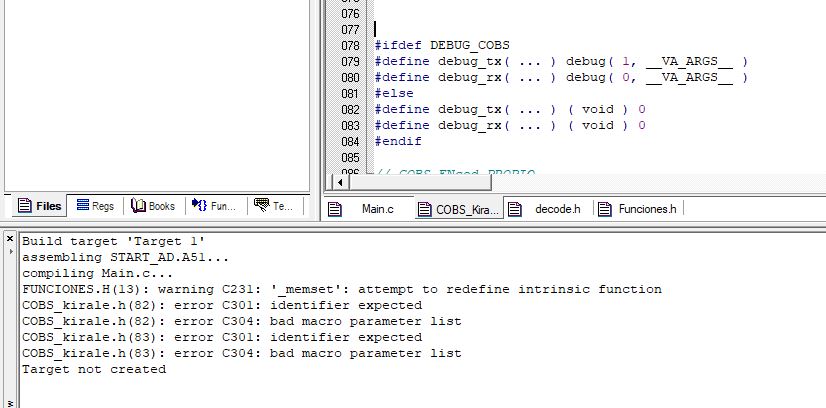 076
077
078 #ifdef DEBUG_COBS
079 #define debug_tx( ... ) debug( 1, __VA_ARGS__ )
080 #define debug_rx( ... ) debug( 0, __VA_ARGS__ )
081 #else
082 #define debug_tx( ... ) ( void ) 0
083 #define debug_rx( ... ) ( void ) 0
084 #endif
085
Files Regs Books {} Fun... Te...
Main.c COBS_Kira... decode.h Funciones.h
Build target 'Target 1'
assembling START_AD.A51...
compiling Main.c...
FUNCIONES.H(13): warning C231: '_memset': attempt to redefine intrinsic function
COBS_kirale.h(82): error C301: identifier expected
COBS_kirale.h(82): error C304: bad macro parameter list
COBS_kirale.h(83): error C301: identifier expected
COBS_kirale.h(83): error C304: bad macro parameter list
Target not created